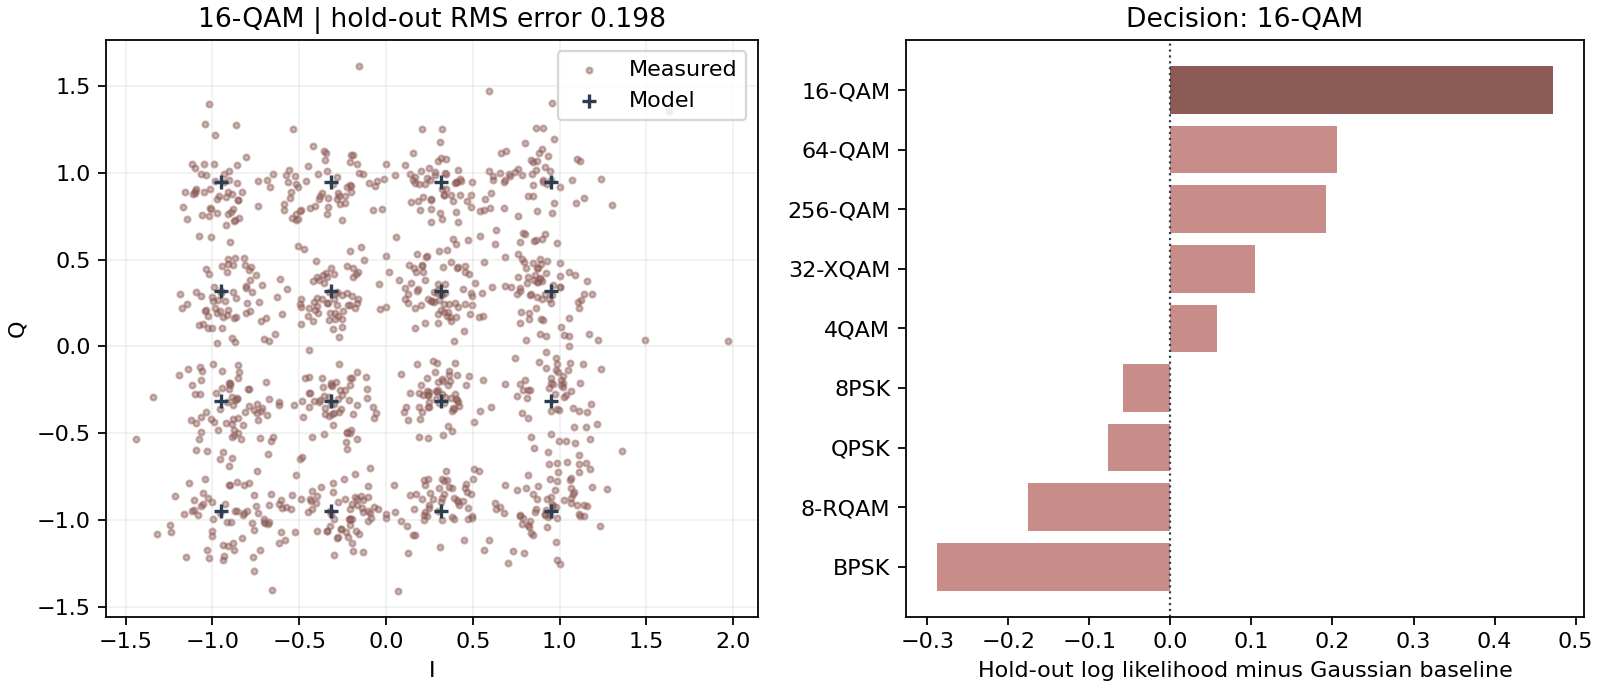 16-QAM | hold-out RMS error 0.198
Measured
Model
1.5
1.0
0.5
0.0
−0.5
−1.0
−1.5
Q
−1.5
−1.0
−0.5
0.0
0.5
1.0
1.5
2.0
I
Decision: 16-QAM
16-QAM
64-QAM
256-QAM
32-XQAM
4QAM
8PSK
QPSK
8-RQAM
BPSK
−0.3
−0.2
−0.1
0.0
0.1
0.2
0.3
0.4
0.5
Hold-out log likelihood minus Gaussian baseline